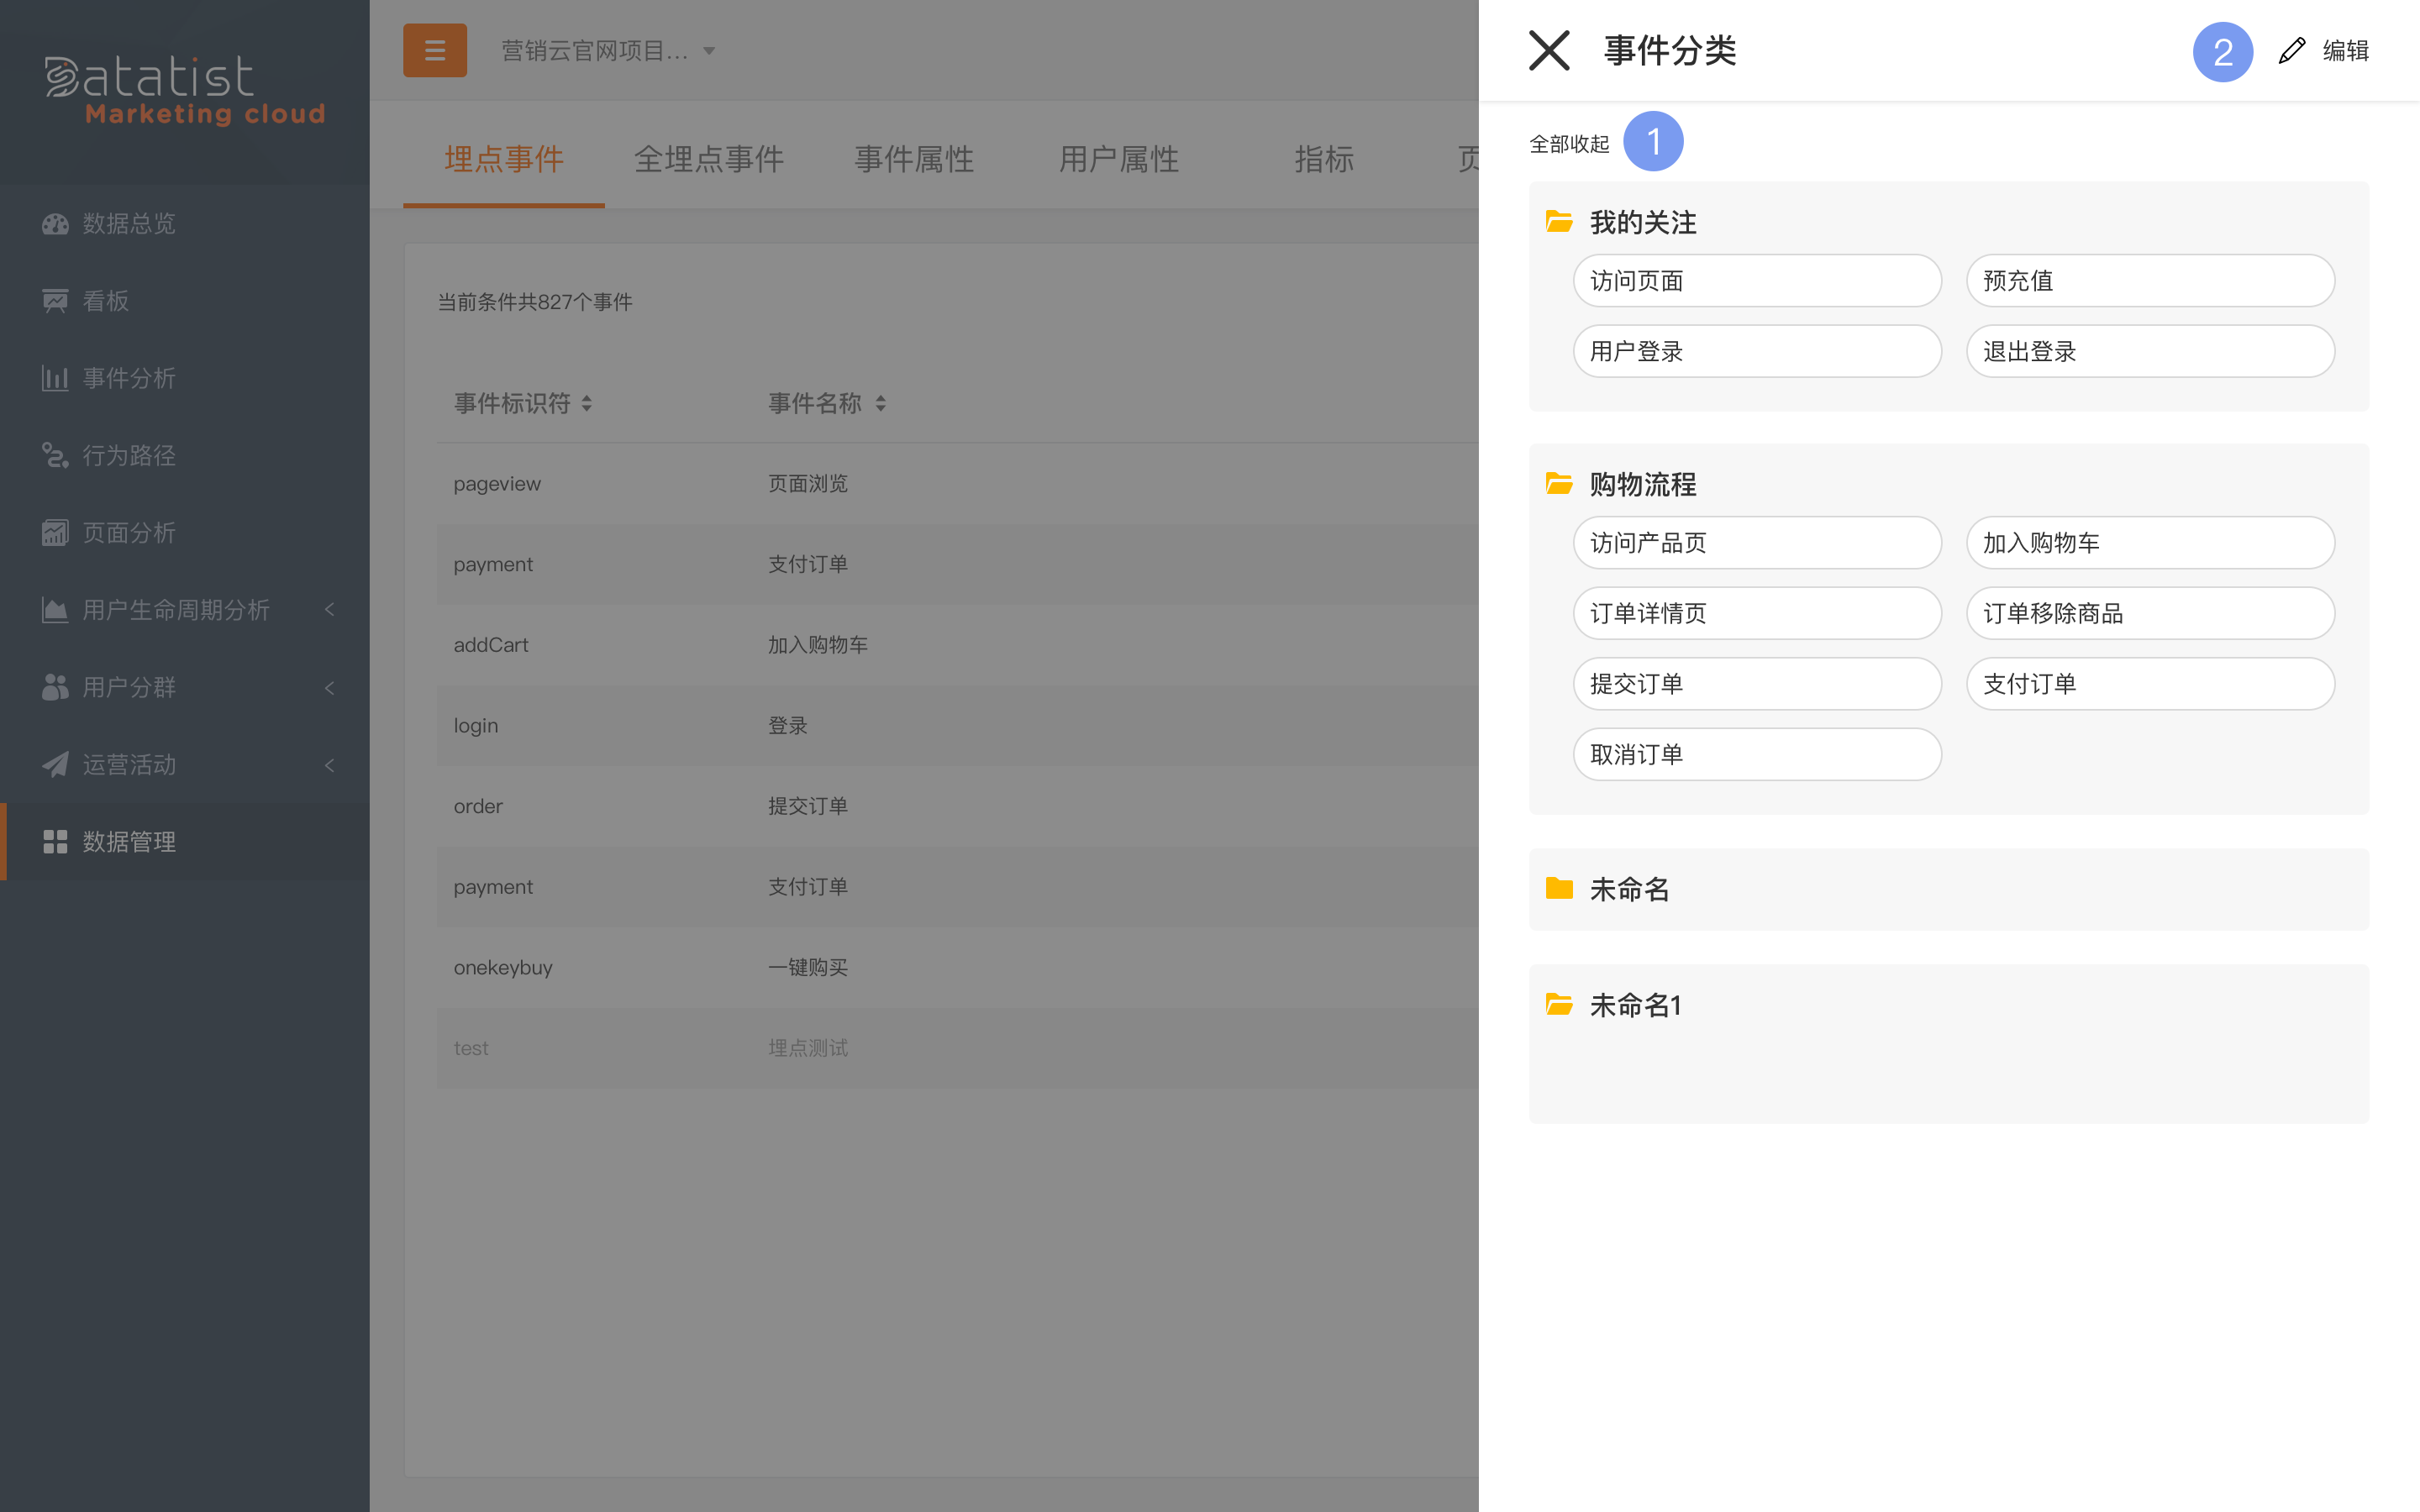 Datatist
Marketing cloud
数据总览
看板
事件分析
行为路径
页面分析
用户生命周期分析
用户分群
运营活动
数据管理
营销云官网项目...
埋点事件 全埋点事件 事件属性 用户属性 指标 页
当前条件共827个事件
事件标识符 事件名称
pageview 页面浏览
payment 支付订单
addCart 加入购物车
login 登录
order 提交订单
payment 支付订单
onekeybuy 一键购买
test 埋点测试
事件分类 2 编辑
全部收起 1
我的关注
访问页面 预充值
用户登录 退出登录
购物流程
访问产品页 加入购物车
订单详情页 订单移除商品
提交订单 支付订单
取消订单
未命名
未命名1